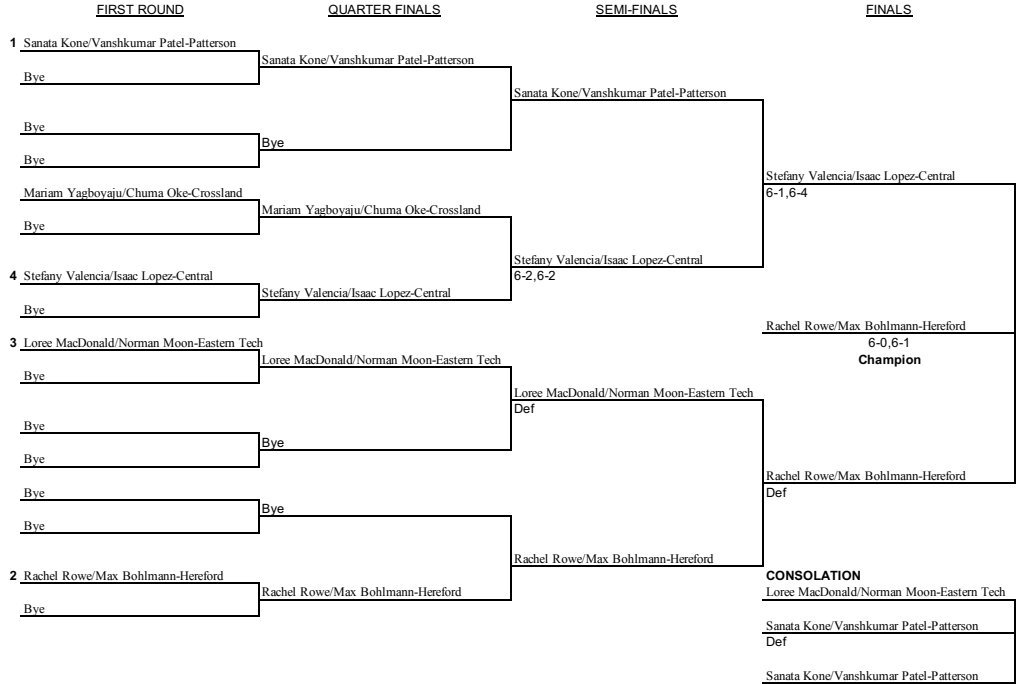 FIRST ROUND QUARTER FINALS SEMI-FINALS FINALS
1 Sanata Kone/Vanshkumar Patel-Patterson
Sanata Kone/Vanshkumar Patel-Patterson
Bye
Sanata Kone/Vanshkumar Patel-Patterson
Bye
Bye
Bye
Stefany Valencia/Isaac Lopez-Central
Mariam Yagboyaju/Chuma Oke-Crossland
6-1,6-4
Mariam Yagboyaju/Chuma Oke-Crossland
Bye
Stefany Valencia/Isaac Lopez-Central
4 Stefany Valencia/Isaac Lopez-Central
6-2,6-2
Stefany Valencia/Isaac Lopez-Central
Bye
Rachel Rowe/Max Bohlmann-Hereford
3 Loree MacDonald/Norman Moon-Eastern Tech
6-0,6-1
Loree MacDonald/Norman Moon-Eastern Tech
Champion
Bye
Loree MacDonald/Norman Moon-Eastern Tech
Def
Bye
Bye
Bye
Rachel Rowe/Max Bohlmann-Hereford
Bye
Def
Bye
Bye
Rachel Rowe/Max Bohlmann-Hereford
2 Rachel Rowe/Max Bohlmann-Hereford
CONSOLATION
Rachel Rowe/Max Bohlmann-Hereford
Loree MacDonald/Norman Moon-Eastern Tech
Bye
Sanata Kone/Vanshkumar Patel-Patterson
Def
Sanata Kone/Vanshkumar Patel-Patterson